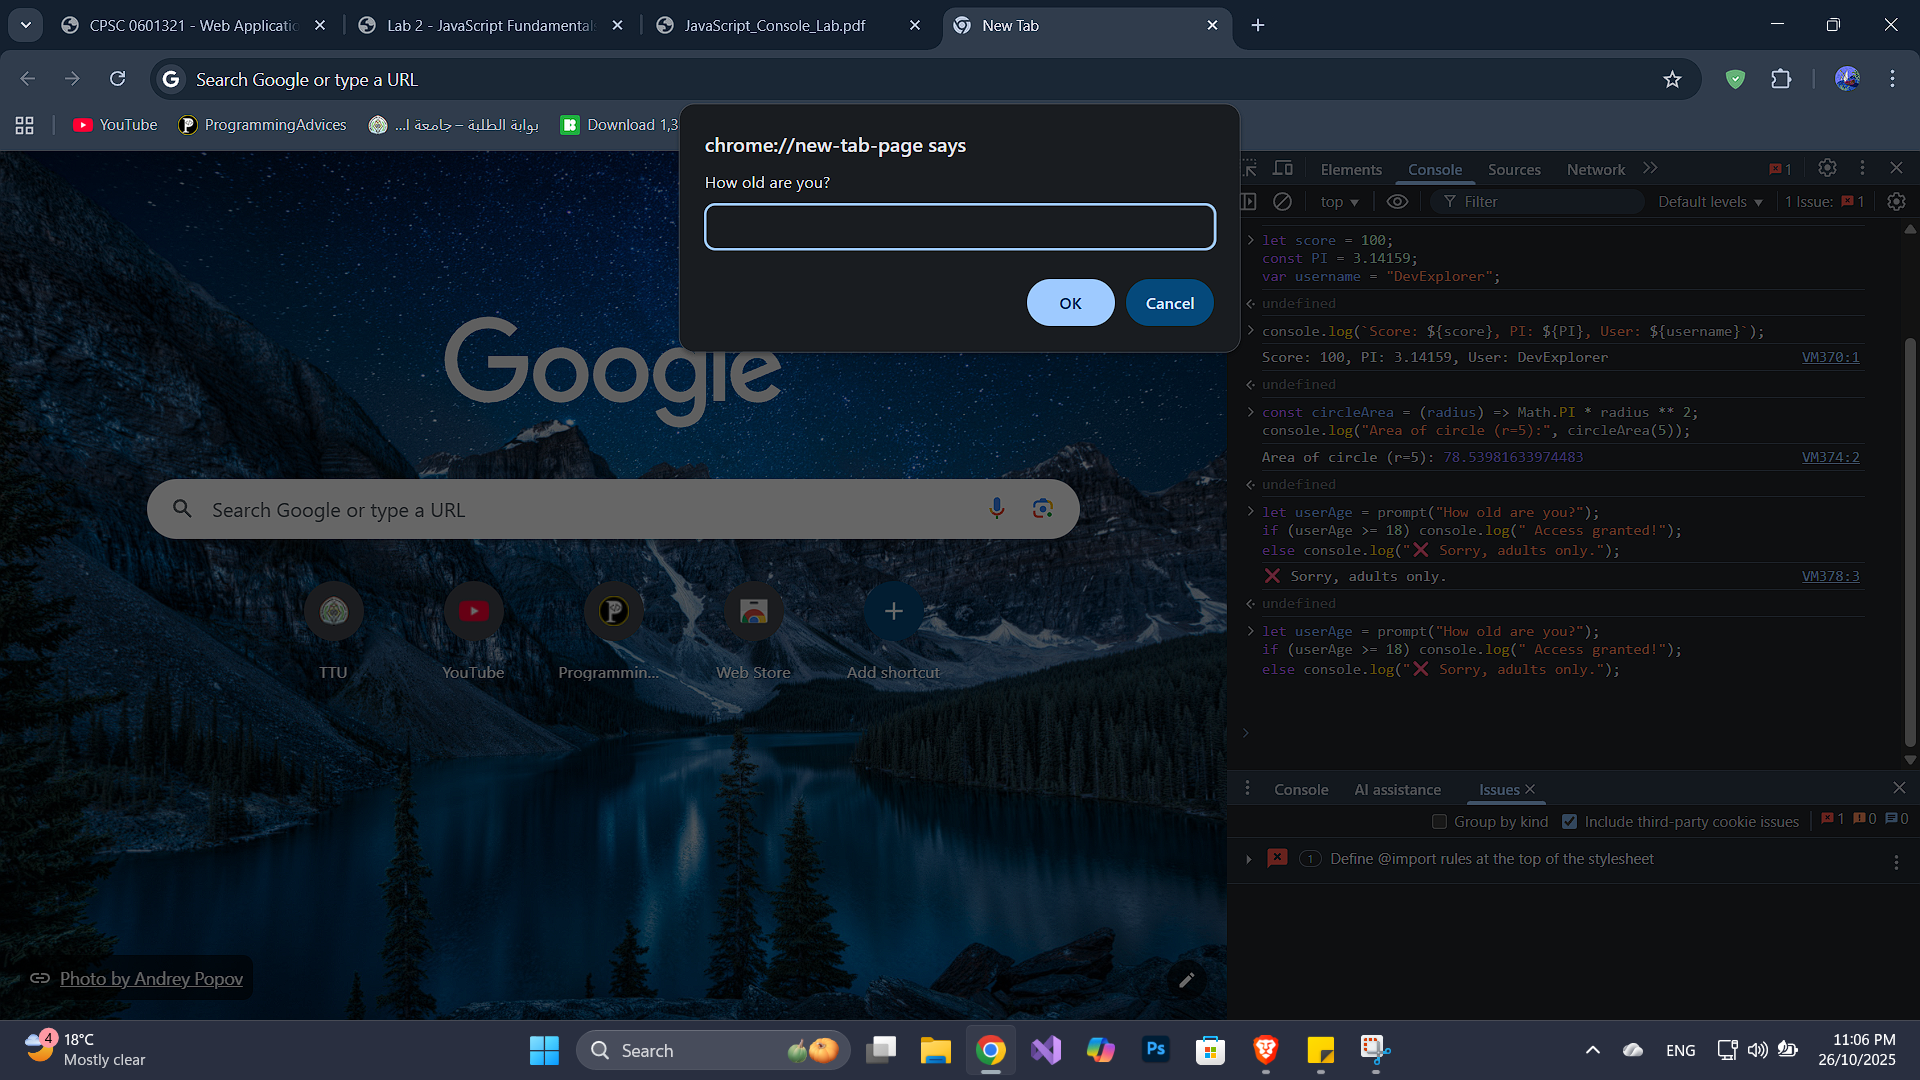 CPSC 0601321 - Web Applicatio
Lab 2 - JavaScript Fundamentals
JavaScript_Console_Lab.pdf
New Tab
Search Google or type a URL
YouTube
ProgrammingAdvices
بوابة الطلبة – جامعة ا...
Download 1,3
chrome://new-tab-page says
How old are you?
OK
Cancel
Google
Search Google or type a URL
TTU
YouTube
Programmin...
Web Store
Add shortcut
Photo by Andrey Popov
Elements
Console
Sources
Network
1
top
Filter
Default levels
1 Issue: 1
let score = 100;
const PI = 3.14159;
var username = "DevExplorer";
undefined
console.log(`Score: ${score}, PI: ${PI}, User: ${username}`);
Score: 100, PI: 3.14159, User: DevExplorer VM370:1
undefined
const circleArea = (radius) => Math.PI * radius ** 2;
console.log("Area of circle (r=5):", circleArea(5));
Area of circle (r=5): 78.53981633974483 VM374:2
undefined
let userAge = prompt("How old are you?");
if (userAge >= 18) console.log(" Access granted!");
else console.log("❌ Sorry, adults only.");
❌ Sorry, adults only. VM378:3
undefined
let userAge = prompt("How old are you?");
if (userAge >= 18) console.log(" Access granted!");
else console.log("❌ Sorry, adults only.");
Console
AI assistance
Issues
Group by kind
Include third-party cookie issues
1 0 0
1 Define @import rules at the top of the stylesheet
4
18°C
Mostly clear
Search
Ps
ENG
11:06 PM
26/10/2025